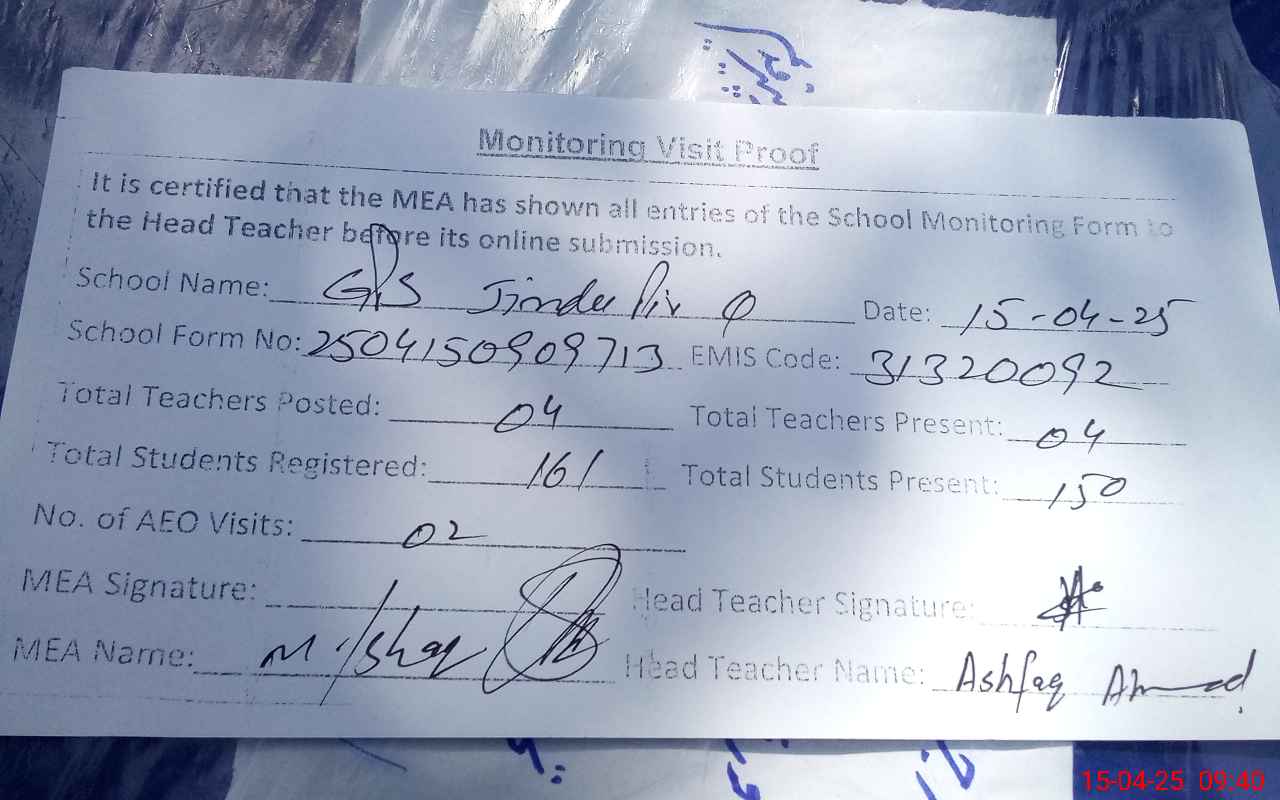 Monitoring Visit Proof
It is certified that the MEA has shown all entries of the School Monitoring Form to
the Head Teacher before its online submission.
School Name: GPS Jindu Pir Date: 15-04-25
School Form No: 2504150909713 EMIS Code: 31320092
Total Teachers Posted: 04 Total Teachers Present: 04
Total Students Registered: 161 Total Students Present: 150
No. of AEO Visits: 02
MEA Signature: Head Teacher Signature:
MEA Name: M. Ishaq Head Teacher Name: Ashfaq Ahmad
15-04-25 09:40